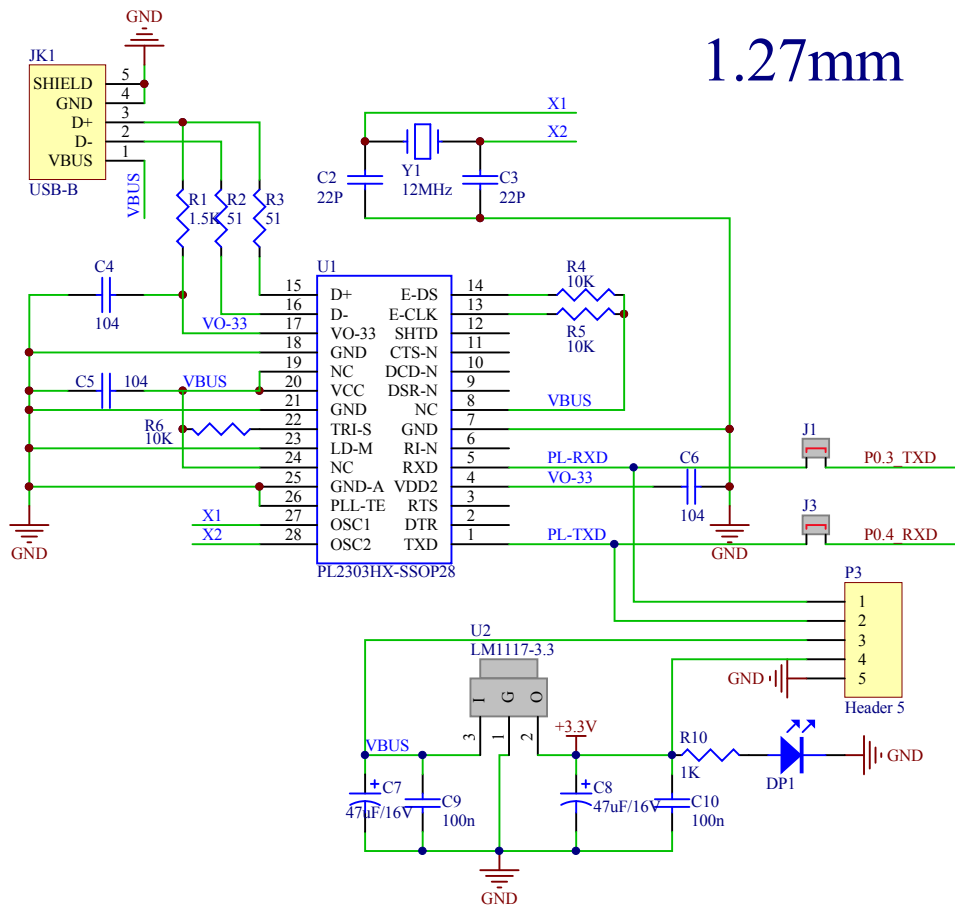 1.27mm
GND
JK1
SHIELD 5
GND 4
D+ 3
D- 2
VBUS 1
USB-B
VBUS
R1
1.5K
R2
51
R3
51
X1
X2
C2
22P
Y1
12MHz
C3
22P
C4
104
VO-33
C5 104
VBUS
R6
10K
X1
X2
GND
U1
15 D+ E-DS 14
16 D- E-CLK 13
17 VO-33 SHTD 12
18 GND CTS-N 11
19 NC DCD-N 10
20 VCC DSR-N 9
21 GND NC 8
22 TRI-S GND 7
23 LD-M RI-N 6
24 NC RXD 5
25 GND-A VDD2 4
26 PLL-TE RTS 3
27 OSC1 DTR 2
28 OSC2 TXD 1
PL2303HX-SSOP28
R4
10K
R5
10K
VBUS
PL-RXD
VO-33
C6
104
GND
PL-TXD
J1
P0.3_TXD
J3
P0.4_RXD
P3
1
2
3
4
5
GND
Header 5
U2
LM1117-3.3
I G O
3 1 2
VBUS
+3.3V
C7
47uF/16V
C9
100n
C8
47uF/16V
C10
100n
R10
1K
DP1
GND
GND